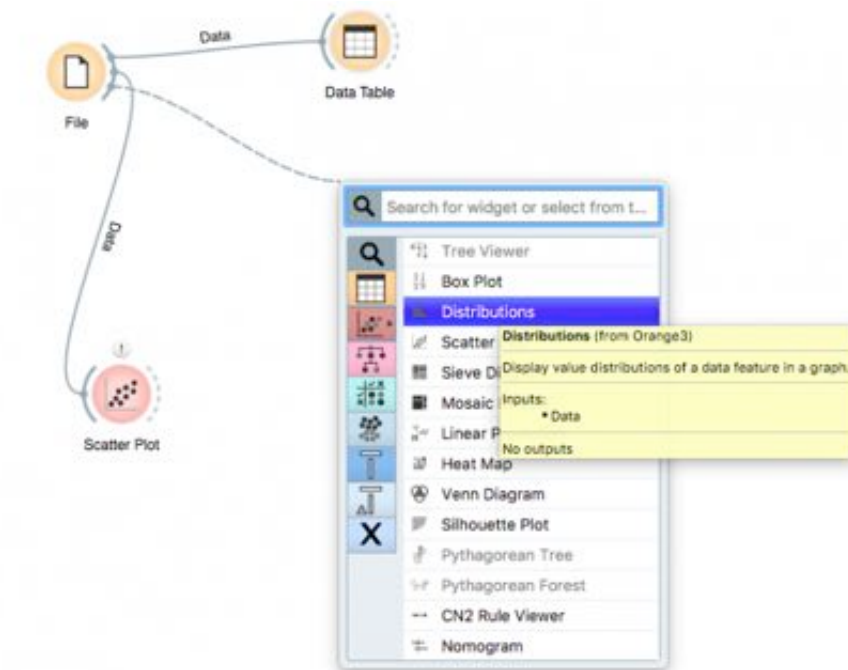 Data
Data Table
File
Data
Scatter Plot
Search for widget or select from t...
Tree Viewer
Box Plot
Distributions
Scatter
Distributions (from Orange3)
Sieve Di
Display value distributions of a data feature in a graph.
Mosaic
Inputs:
• Data
Linear P
No outputs
Heat Map
Venn Diagram
Silhouette Plot
Pythagorean Tree
Pythagorean Forest
CN2 Rule Viewer
Nomogram